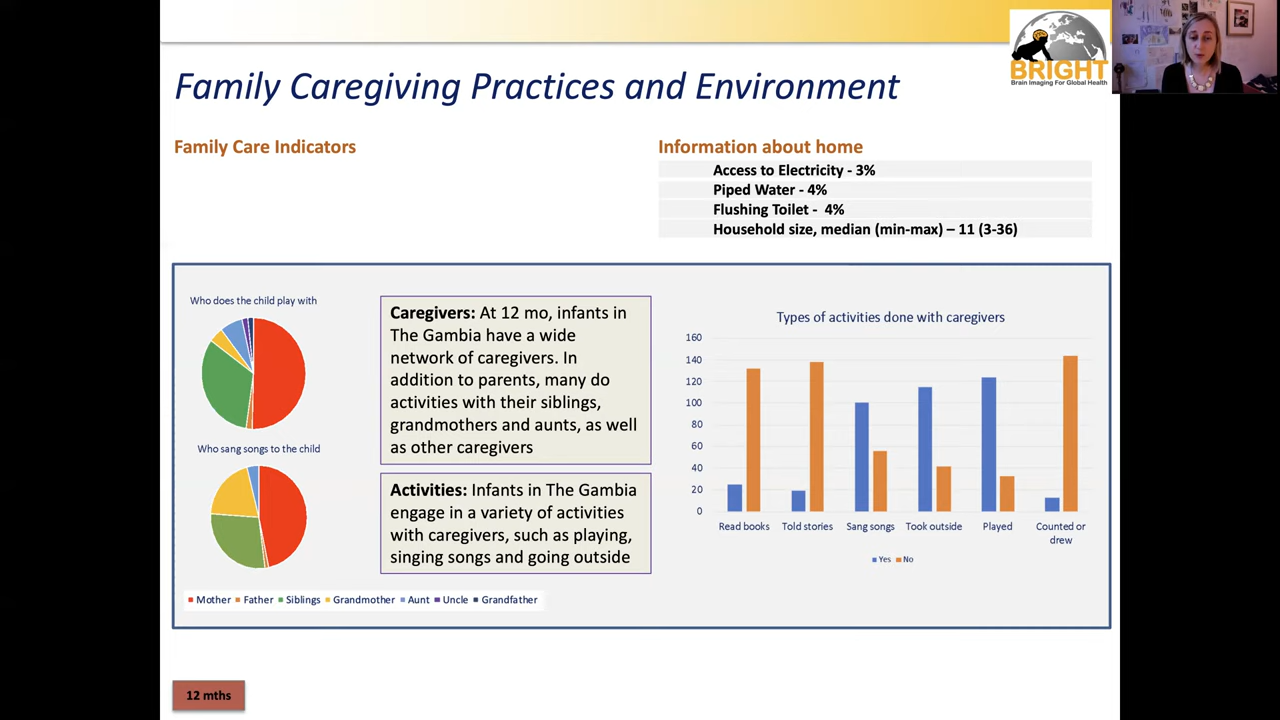 BRIGHT
Brain Imaging For Global Health
Family Caregiving Practices and Environment
Family Care Indicators
Information about home
Access to Electricity - 3%
Piped Water - 4%
Flushing Toilet -  4%
Household size, median (min-max) – 11 (3-36)
Who does the child play with
Who sang songs to the child
Mother Father Siblings Grandmother Aunt Uncle Grandfather
Caregivers: At 12 mo, infants in
The Gambia have a wide
network of caregivers. In
addition to parents, many do
activities with their siblings,
grandmothers and aunts, as well
as other caregivers
Activities: Infants in The Gambia
engage in a variety of activities
with caregivers, such as playing,
singing songs and going outside
Types of activities done with caregivers
160
140
120
100
80
60
40
20
0
Read books Told stories Sang songs Took outside Played Counted or
drew
Yes No
12 mths